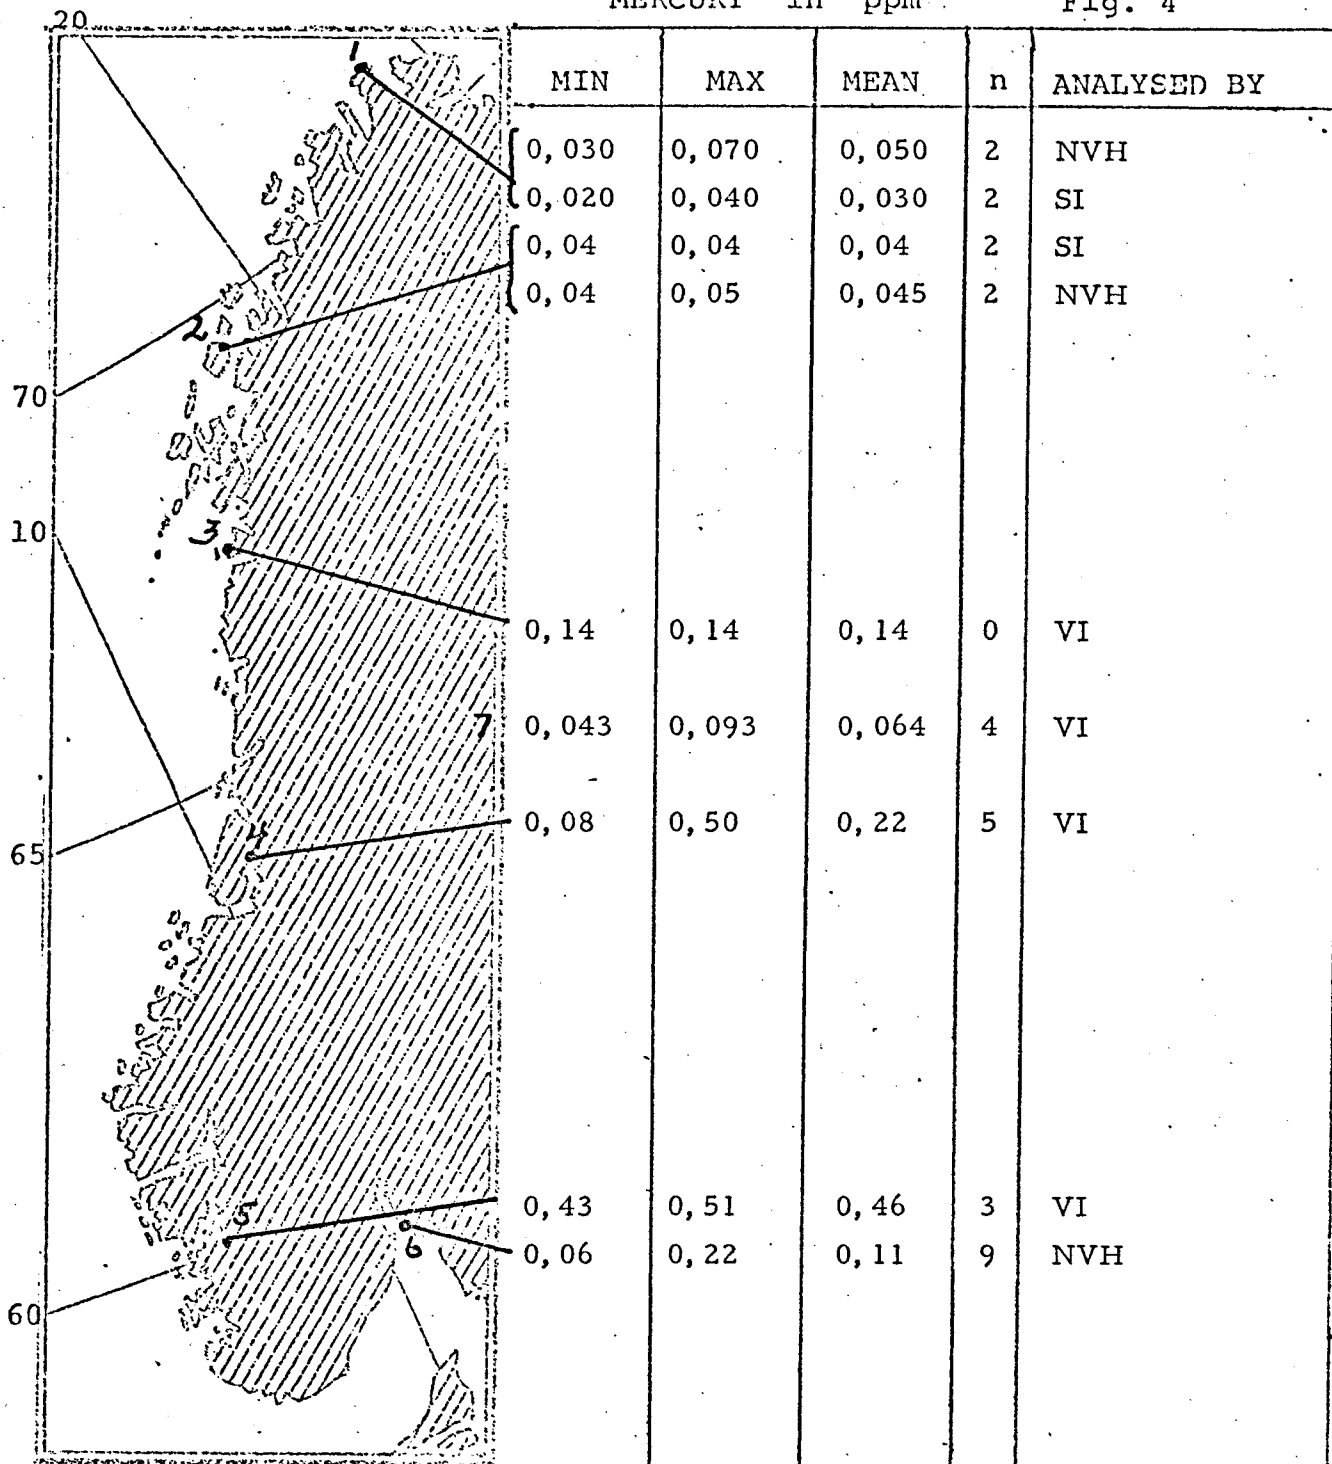 MERCURY in ppm Fig. 4
MIN MAX MEAN n ANALYSED BY
0,030 0,070 0,050 2 NVH
0,020 0,040 0,030 2 SI
0,04 0,04 0,04 2 SI
0,04 0,05 0,045 2 NVH
0,14 0,14 0,14 0 VI
0,043 0,093 0,064 4 VI
0,08 0,50 0,22 5 VI
0,43 0,51 0,46 3 VI
0,06 0,22 0,11 9 NVH
20
1
2
70
10
3
7
4
65
5
6
60